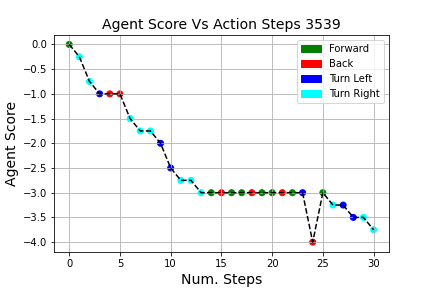 Agent Score Vs Action Steps 3539
Agent Score
0.0
−0.5
−1.0
−1.5
−2.0
−2.5
−3.0
−3.5
−4.0
Forward
Back
Turn Left
Turn Right
0 5 10 15 20 25 30
Num. Steps